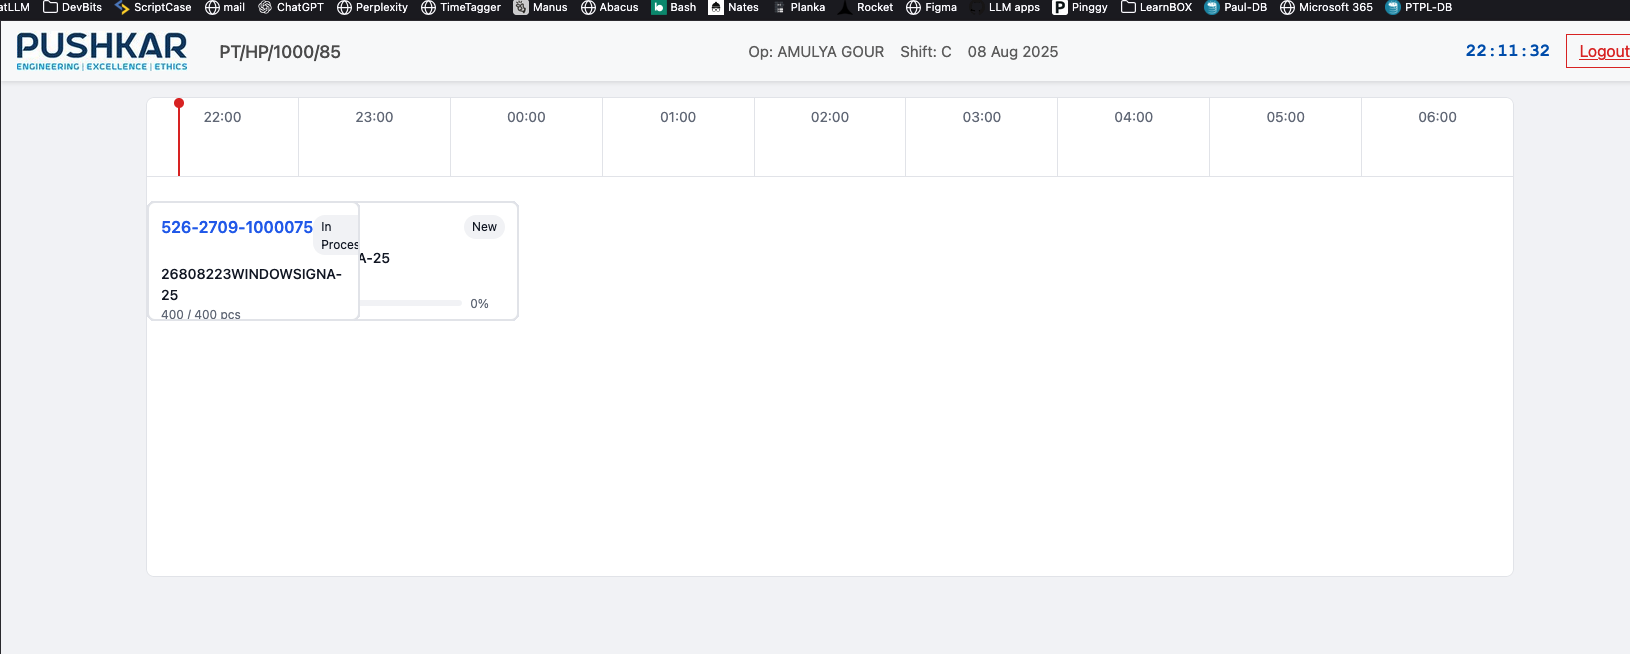 atLLM DevBits ScriptCase mail ChatGPT Perplexity TimeTagger Manus Abacus Bash Nates Planka Rocket Figma LLM apps Pinggy LearnBOX Paul-DB Microsoft 365 PTPL-DB
PUSHKAR
ENGINEERING | EXCELLENCE | ETHICS
PT/HP/1000/85
Op: AMULYA GOUR Shift: C 08 Aug 2025
22:11:32
Logout
22:00 23:00 00:00 01:00 02:00 03:00 04:00 05:00 06:00
526-2709-1000075
In
Proces
26808223WINDOWSIGNA-
25
400 / 400 pcs
New
A-25
0%